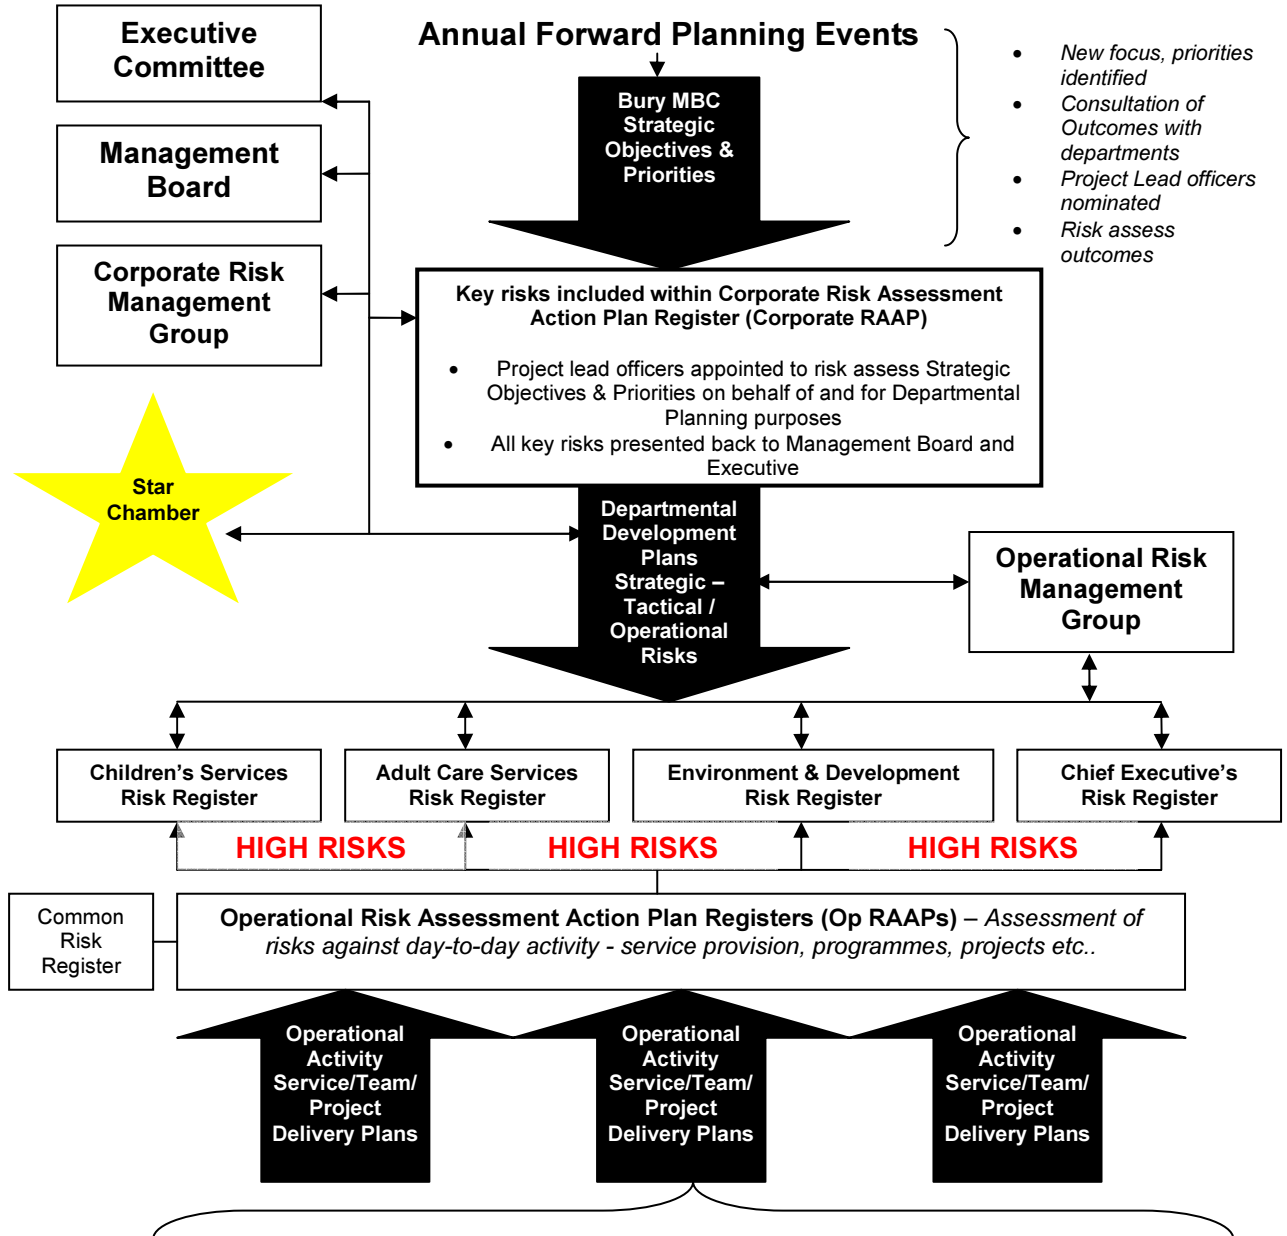 Executive
Committee
Annual Forward Planning Events
• New focus, priorities
identified
• Consultation of
Outcomes with
departments
• Project Lead officers
nominated
• Risk assess
outcomes
Bury MBC
Strategic
Objectives &
Priorities
Management
Board
Corporate Risk
Management
Group
Key risks included within Corporate Risk Assessment
Action Plan Register (Corporate RAAP)
• Project lead officers appointed to risk assess Strategic
Objectives & Priorities on behalf of and for Departmental
Planning purposes
• All key risks presented back to Management Board and
Executive
Star
Chamber
Departmental
Development
Plans
Strategic –
Tactical /
Operational
Risks
Operational Risk
Management
Group
Children's Services
Risk Register
Adult Care Services
Risk Register
Environment & Development
Risk Register
Chief Executive's
Risk Register
HIGH RISKS
HIGH RISKS
HIGH RISKS
Common
Risk
Register
Operational Risk Assessment Action Plan Registers (Op RAAPs) – Assessment of
risks against day-to-day activity - service provision, programmes, projects etc..
Operational
Activity
Service/Team/
Project
Delivery Plans
Operational
Activity
Service/Team/
Project
Delivery Plans
Operational
Activity
Service/Team/
Project
Delivery Plans